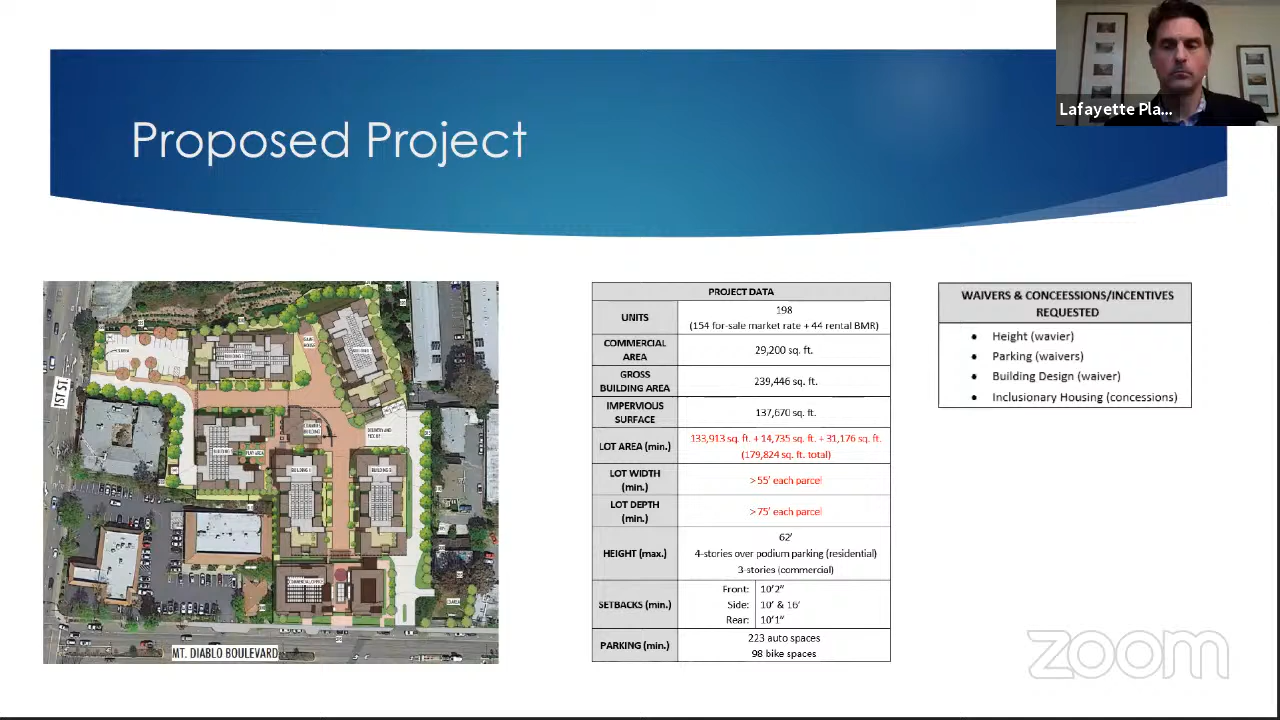 Lafayette Pla...
Proposed Project
1ST ST.
MT. DIABLO BOULEVARD
COMMERCIAL/OFFICE
PLAY AREA
PROJECT DATA
UNITS
198
(154 for-sale market rate + 44 rental BMR)
COMMERCIAL
AREA
29,200 sq. ft.
GROSS
BUILDING AREA
239,446 sq. ft.
IMPERVIOUS
SURFACE
137,670 sq. ft.
LOT AREA (min.)
133,913 sq. ft. + 14,735 sq. ft. + 31,176 sq. ft.
(179,824 sq. ft. total)
LOT WIDTH
(min.)
> 55' each parcel
LOT DEPTH
(min.)
> 75' each parcel
HEIGHT (max.)
62'
4-stories over podium parking (residential)
3-stories (commercial)
SETBACKS (min.)
Front: 10'2"
Side: 10' & 16'
Rear: 10'1"
PARKING (min.)
223 auto spaces
98 bike spaces
WAIVERS & CONCEESSIONS/INCENTIVES
REQUESTED
• Height (wavier)
• Parking (waivers)
• Building Design (waiver)
• Inclusionary Housing (concessions)
zoom